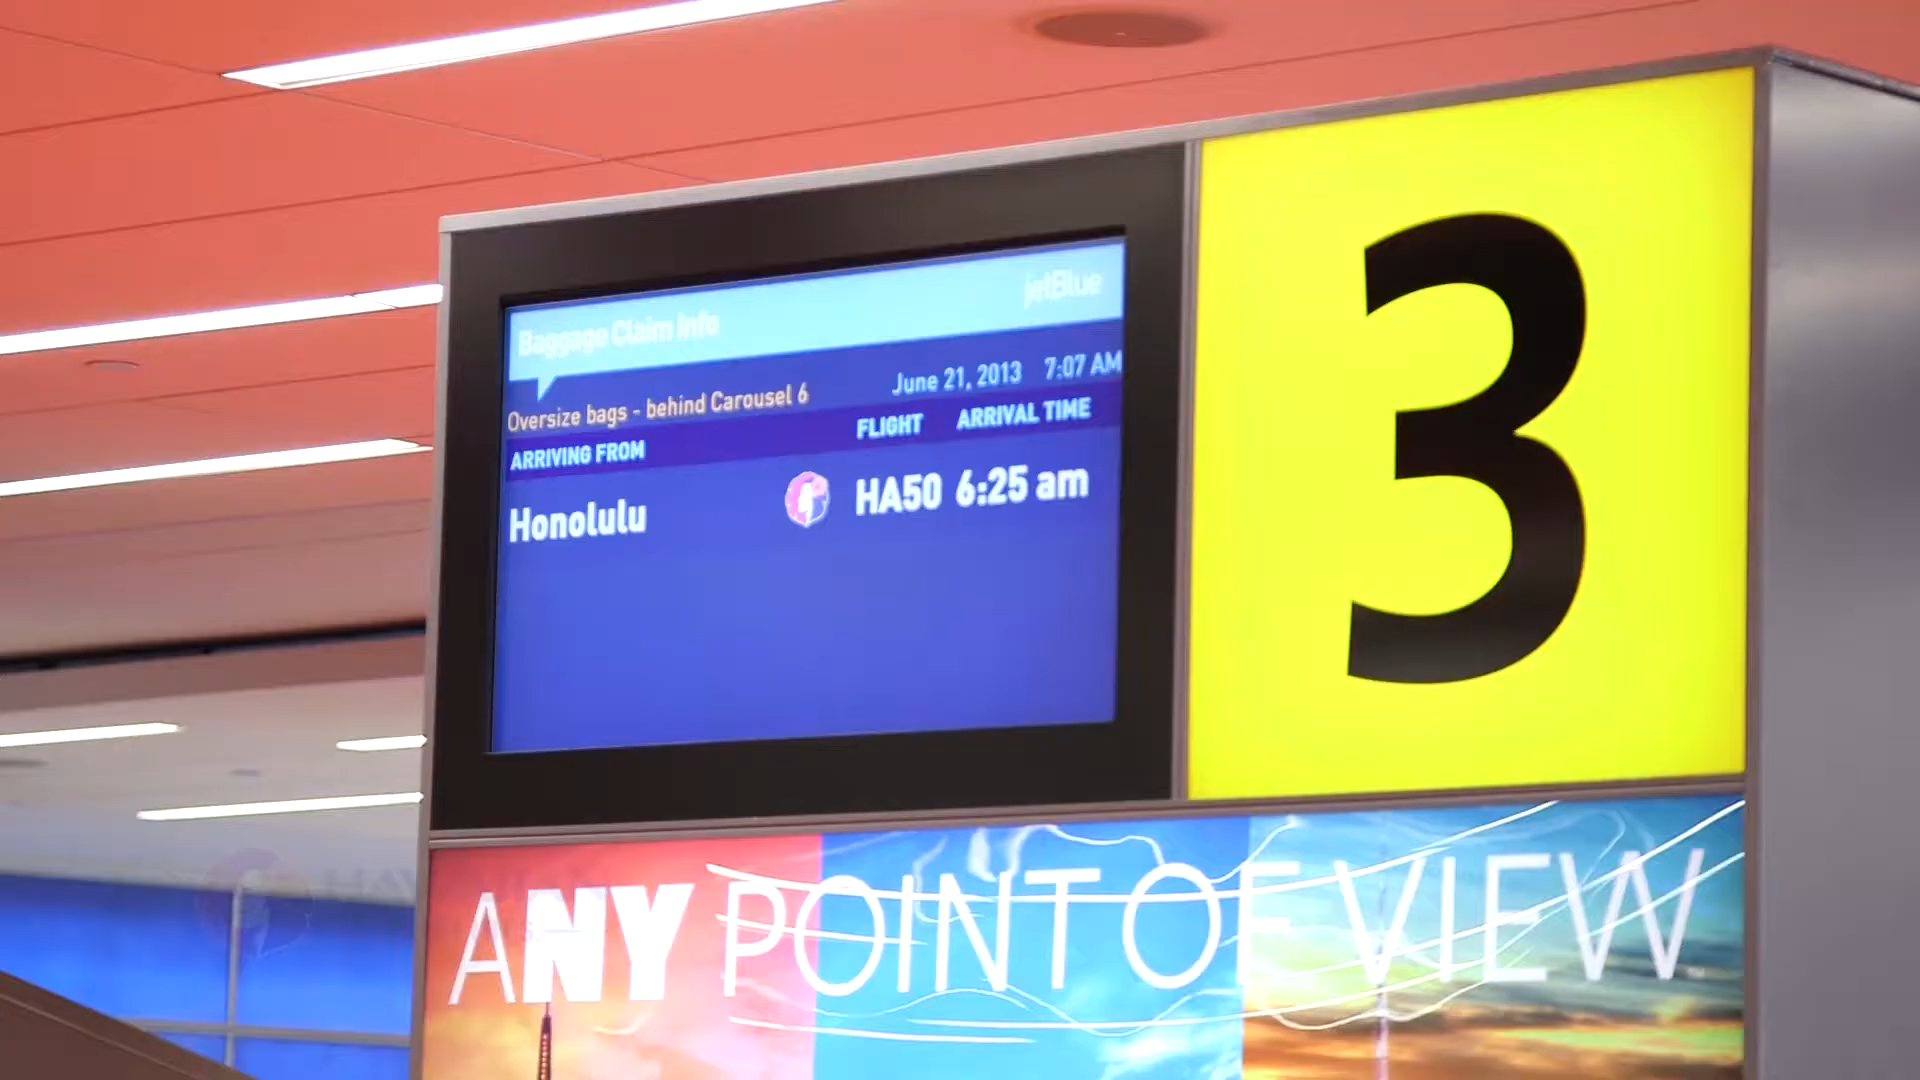 jetBlue
Baggage Claim Info
June 21, 2013 7:07 AM
Oversize bags - behind Carousel 6
ARRIVING FROM FLIGHT ARRIVAL TIME
Honolulu HA50 6:25 am
3
ANY POINT OF VIEW